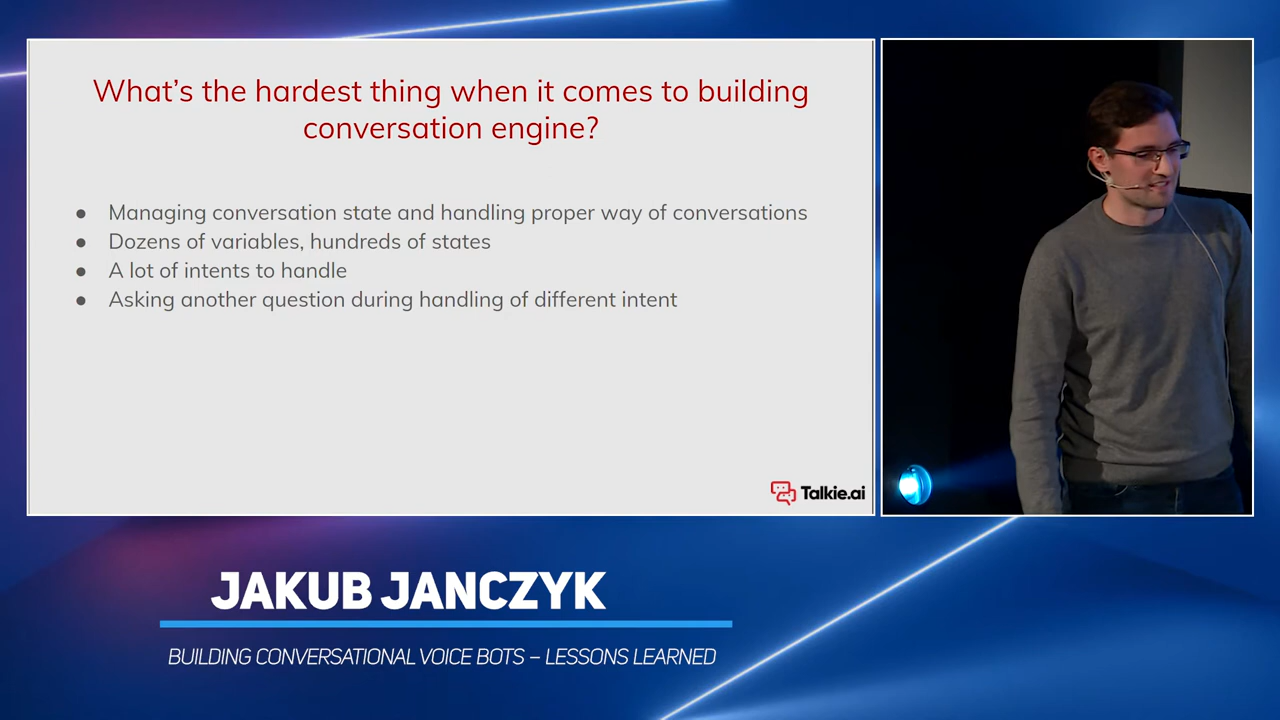 What's the hardest thing when it comes to building
conversation engine?
● Managing conversation state and handling proper way of conversations
● Dozens of variables, hundreds of states
● A lot of intents to handle
● Asking another question during handling of different intent
Talkie.ai
JAKUB JANCZYK
BUILDING CONVERSATIONAL VOICE BOTS – LESSONS LEARNED